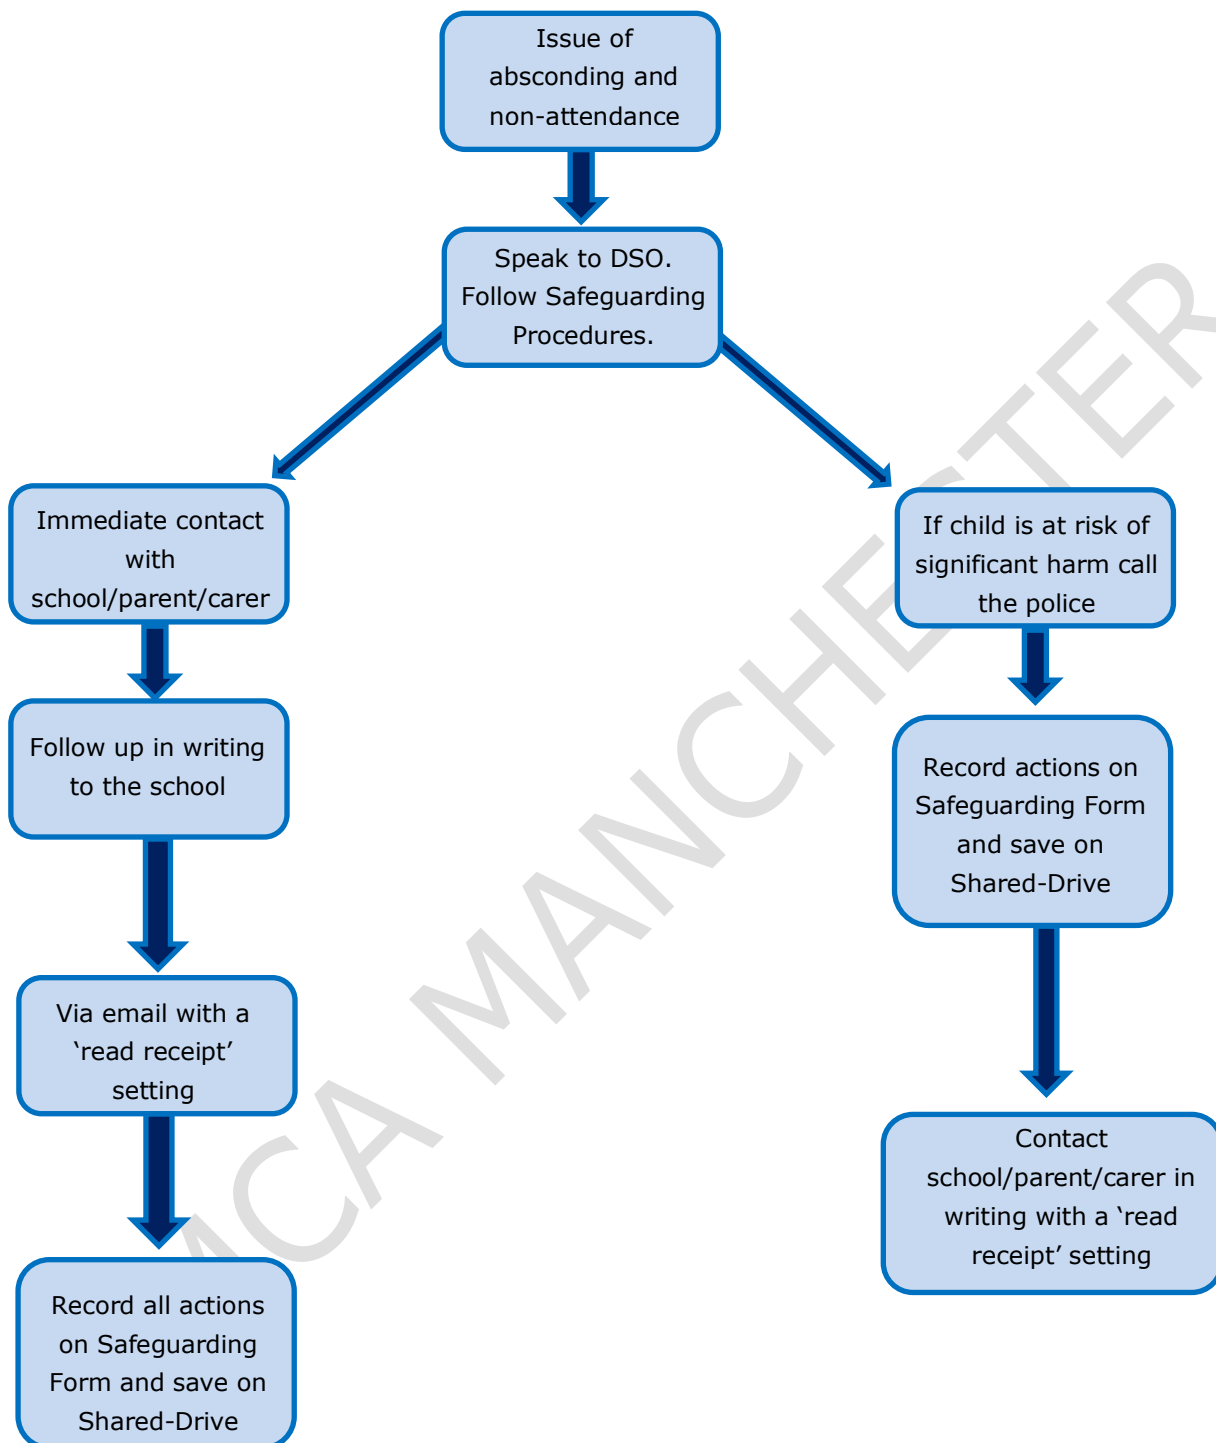 Issue of
absconding and
non-attendance
Speak to DSO.
Follow Safeguarding
Procedures.
Immediate contact
with
school/parent/carer
Follow up in writing
to the school
Via email with a
‘read receipt’
setting
Record all actions
on Safeguarding
Form and save on
Shared-Drive
If child is at risk of
significant harm call
the police
Record actions on
Safeguarding Form
and save on
Shared-Drive
Contact
school/parent/carer in
writing with a ‘read
receipt’ setting
MCA MANCHESTER